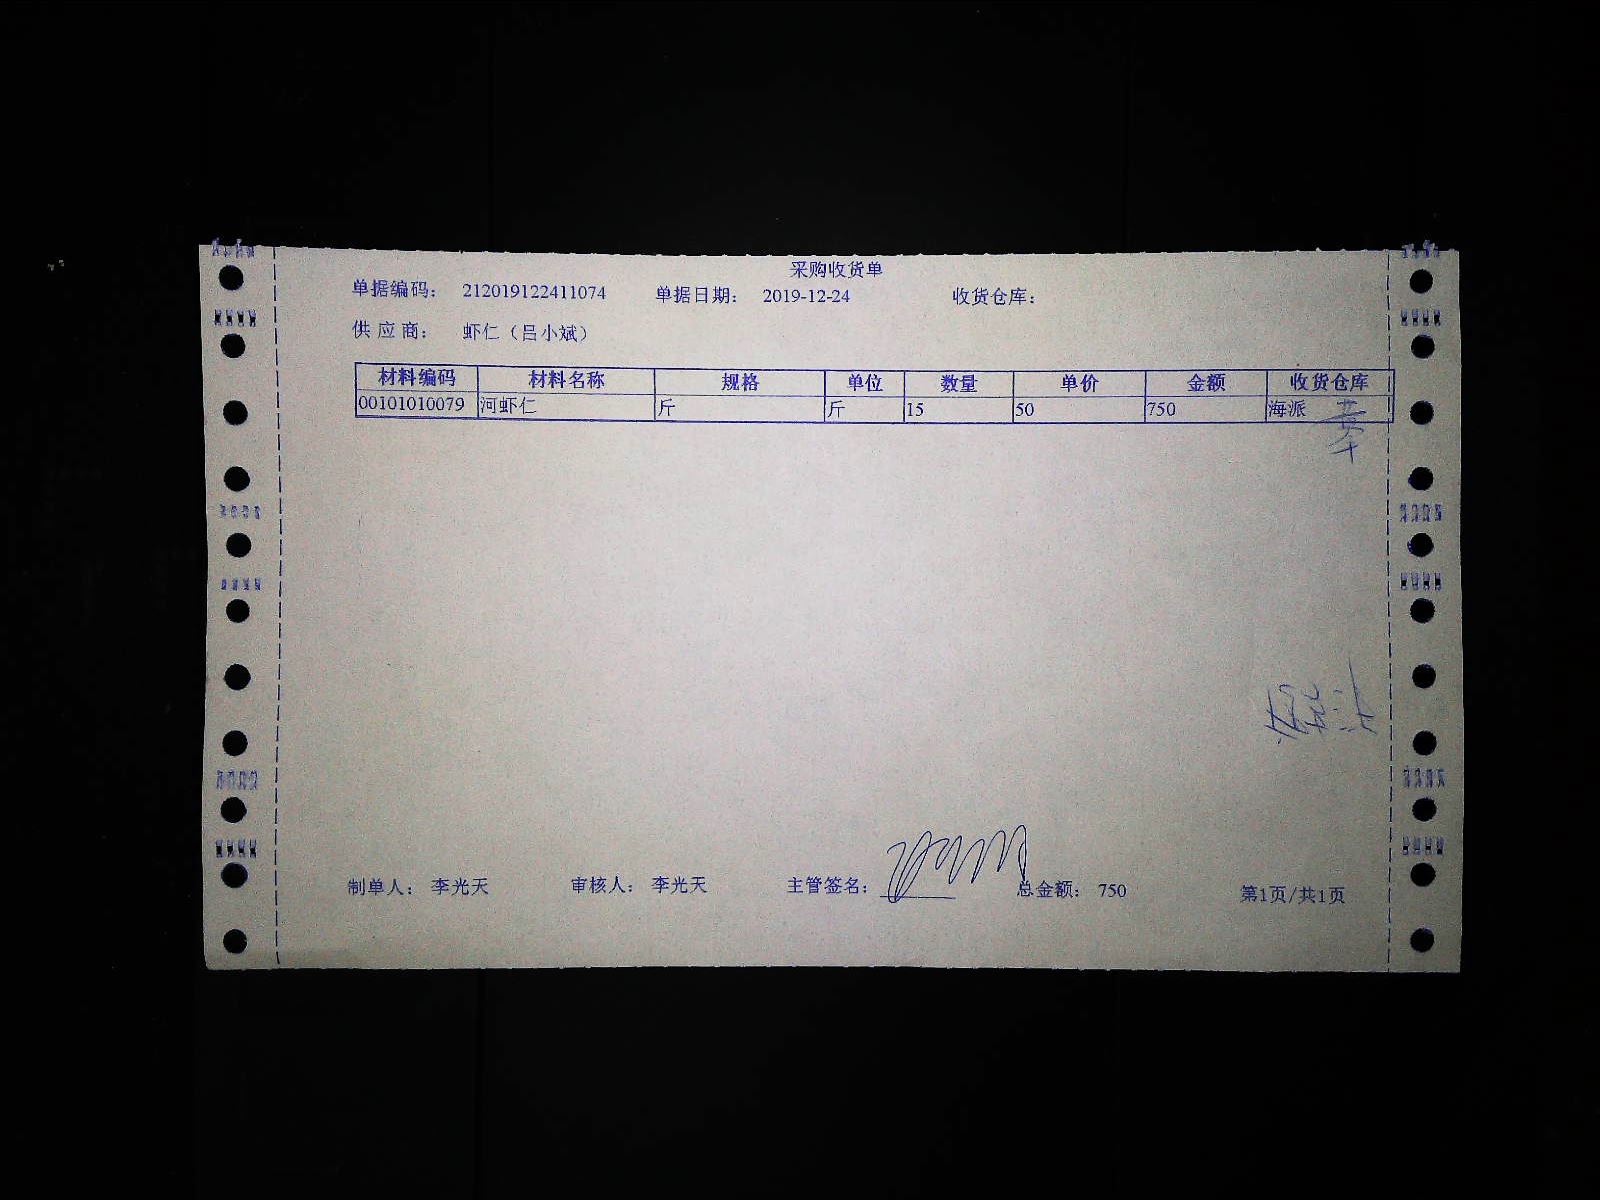 采购收货单
单据编码： 212019122411074 单据日期： 2019-12-24 收货仓库：
供 应 商： 虾仁（吕小斌）
材料编码 材料名称 规格 单位 数量 单价 金额 收货仓库
00101010079 河虾仁 斤 斤 15 50 750 海派
制单人： 李光天 审核人： 李光天 主管签名： 总金额： 750 第1页/共1页